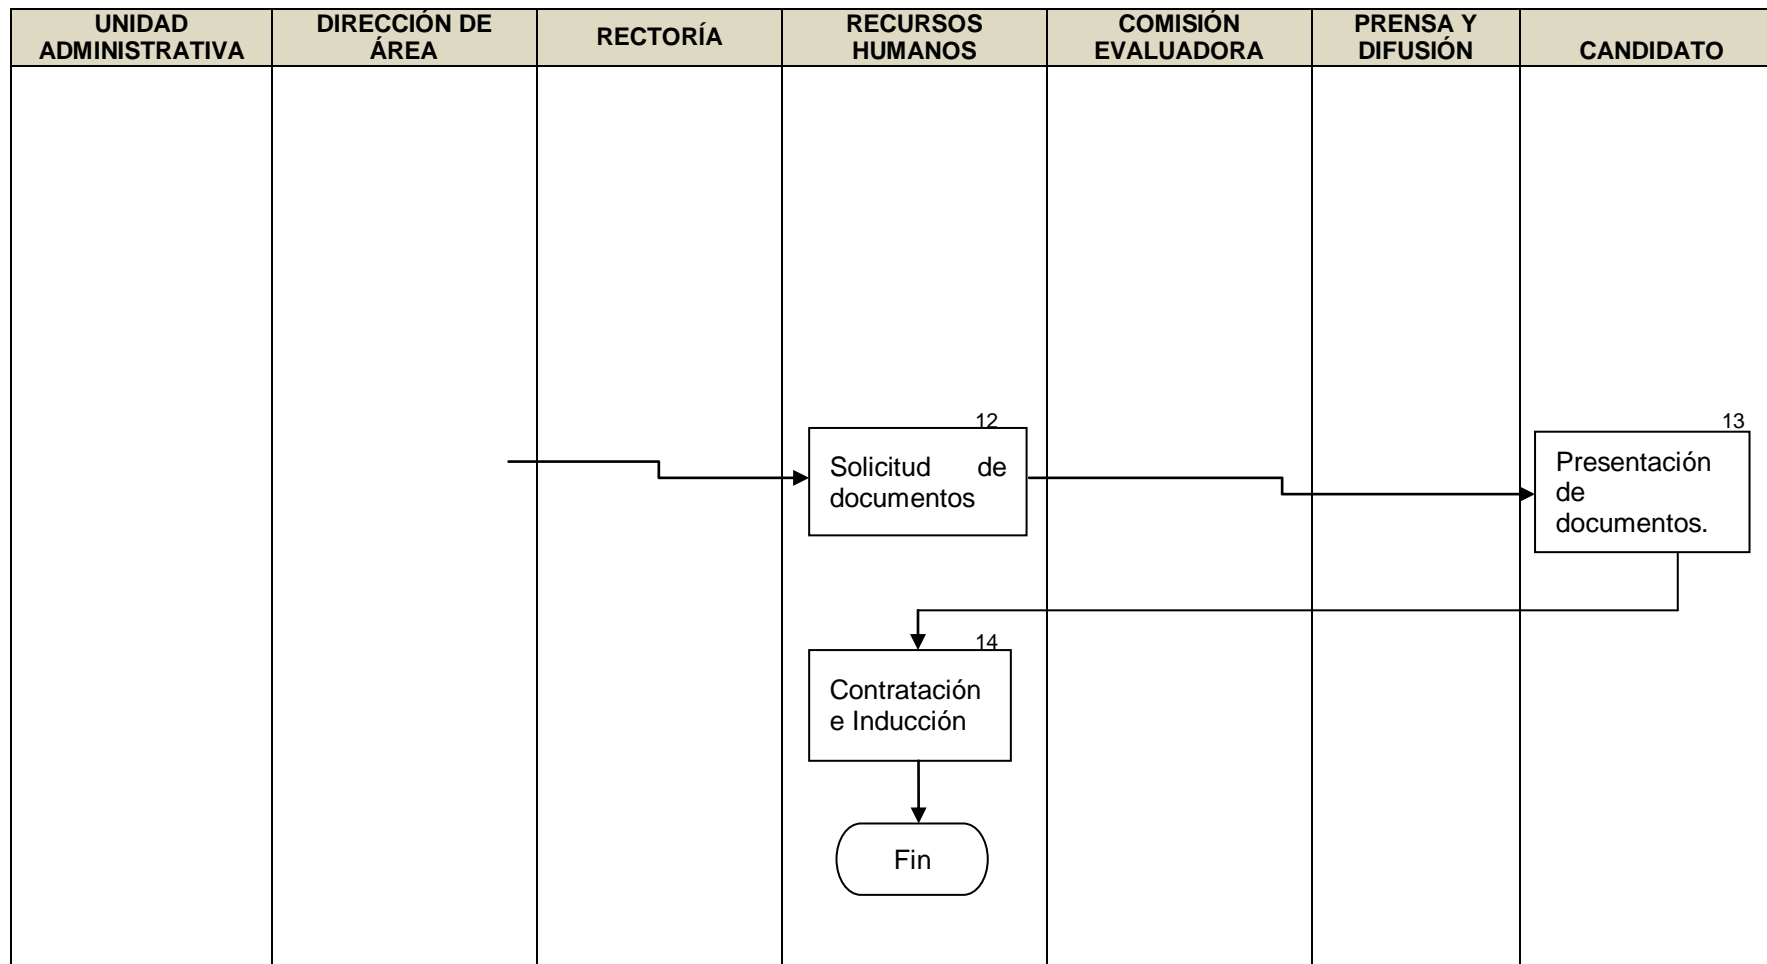 UNIDAD
ADMINISTRATIVA
DIRECCIÓN DE
ÁREA
RECTORÍA
RECURSOS
HUMANOS
COMISIÓN
EVALUADORA
PRENSA Y
DIFUSIÓN
CANDIDATO
12
Solicitud de
documentos
13
Presentación
de
documentos.
14
Contratación
e Inducción
Fin